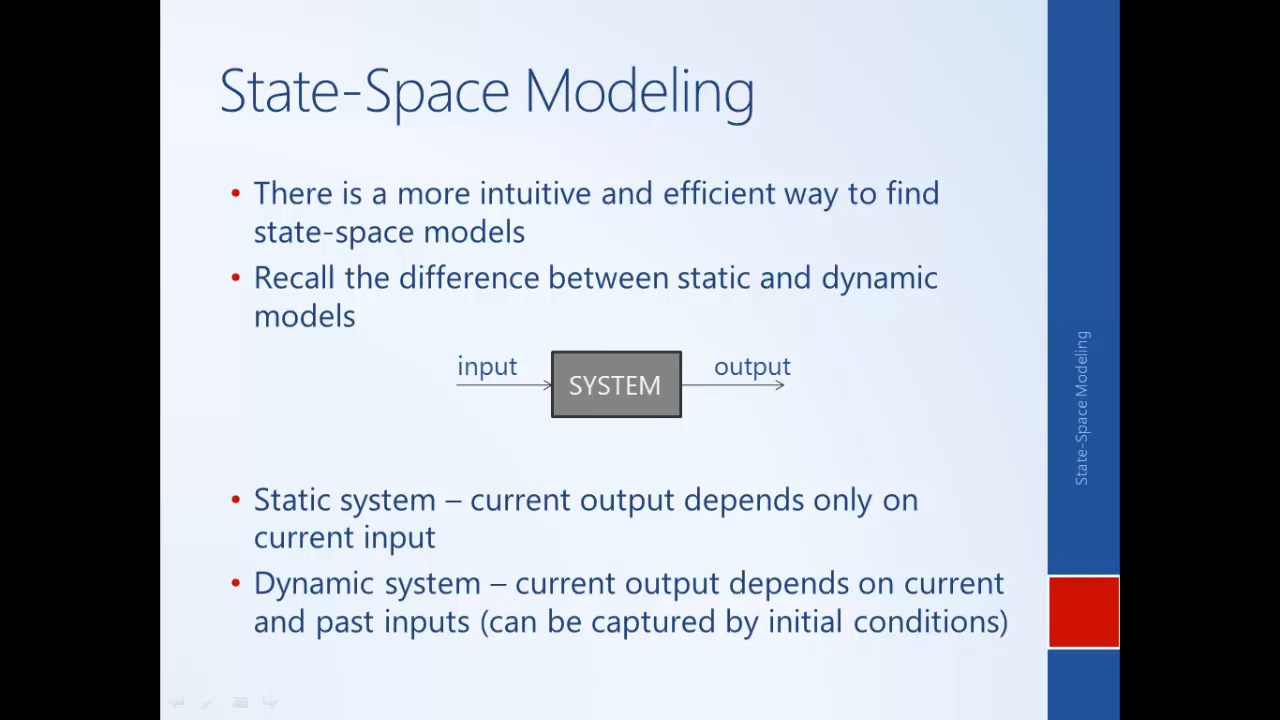 State-Space Modeling
• There is a more intuitive and efficient way to find
state-space models
• Recall the difference between static and dynamic
models
input
SYSTEM
output
• Static system – current output depends only on
current input
• Dynamic system – current output depends on current
and past inputs (can be captured by initial conditions)
State-Space Modeling